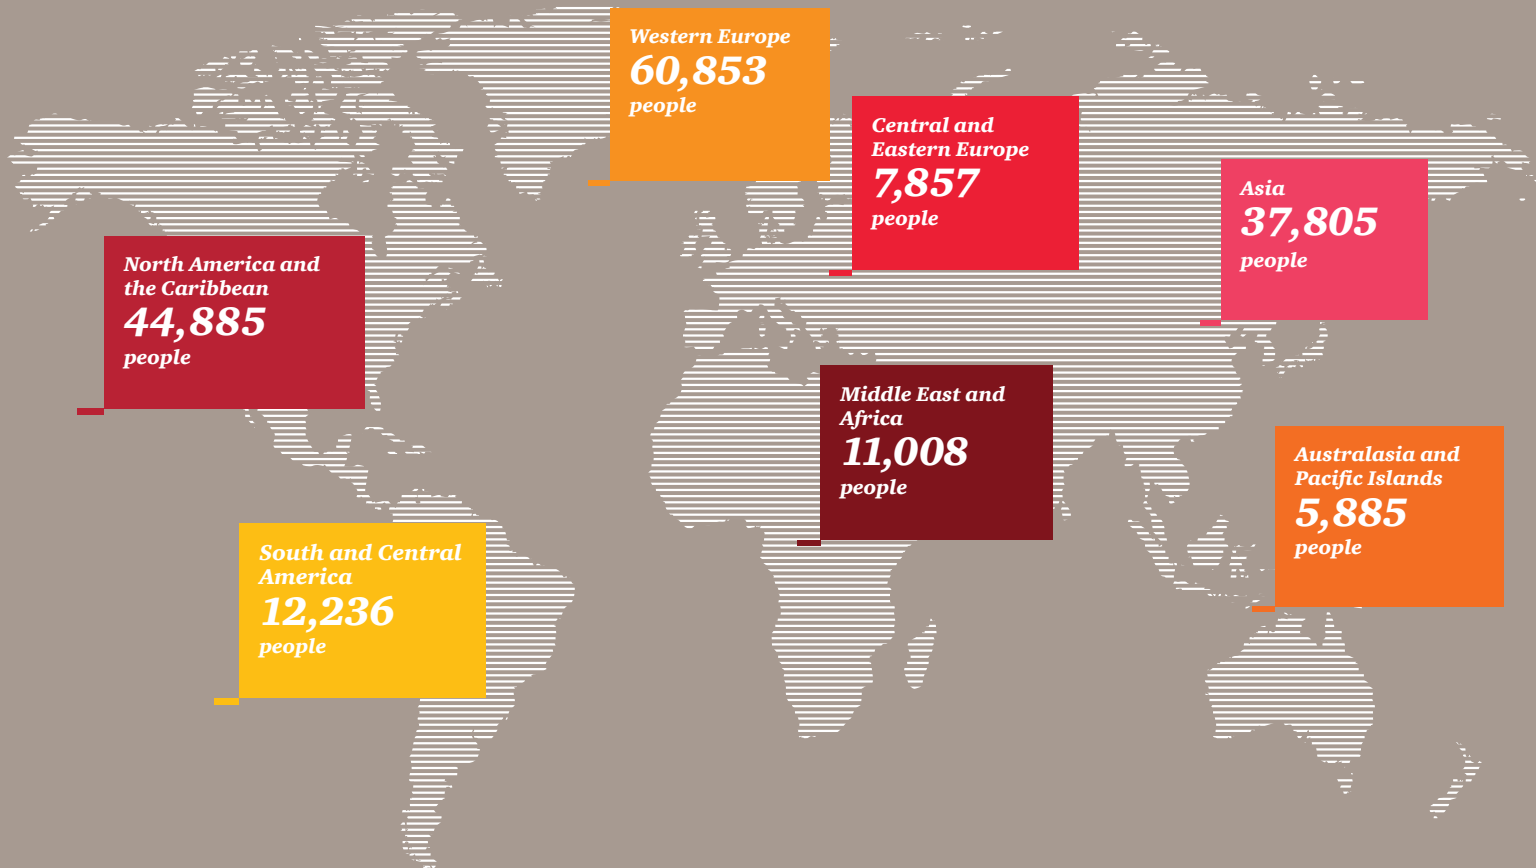 Western Europe
60,853
people
Central and
Eastern Europe
7,857
people
Asia
37,805
people
North America and
the Caribbean
44,885
people
Middle East and
Africa
11,008
people
Australasia and
Pacific Islands
5,885
people
South and Central
America
12,236
people